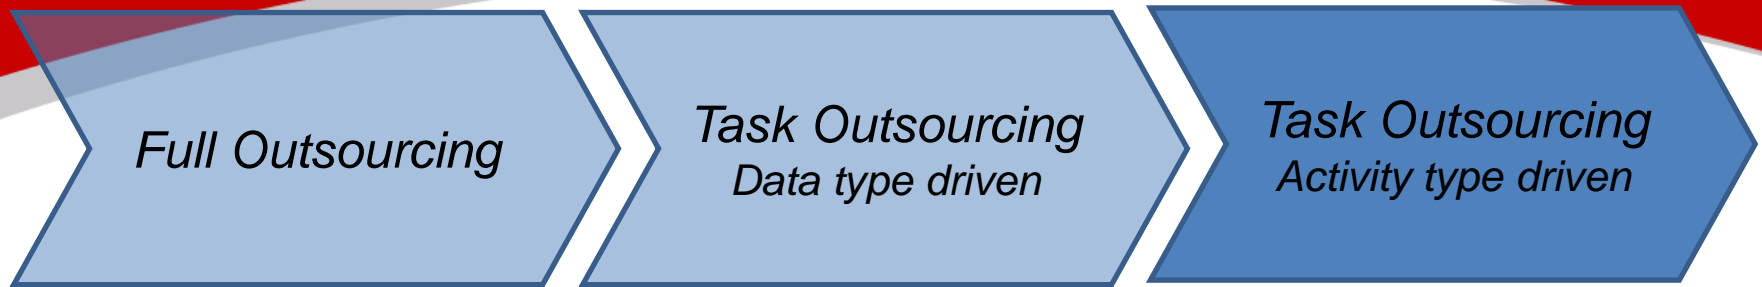 Full Outsourcing
Task Outsourcing
Data type driven
Task Outsourcing
Activity type driven